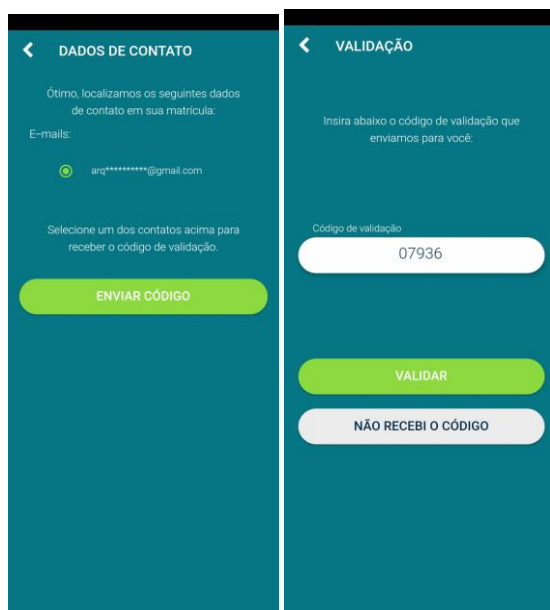 DADOS DE CONTATO
Ótimo, localizamos os seguintes dados
de contato em sua matrícula:
E-mails:
arq**********@gmail.com
Selecione um dos contatos acima para
receber o código de validação.
ENVIAR CÓDIGO
VALIDAÇÃO
Insira abaixo o código de validação que
enviamos para você:
Código de validação
07936
VALIDAR
NÃO RECEBI O CÓDIGO